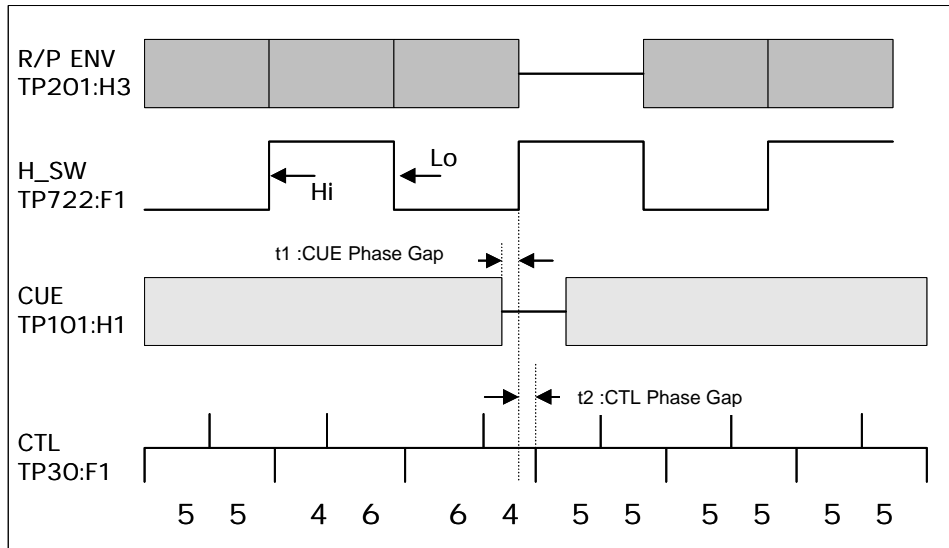 R/P ENV
TP201:H3
H_SW
TP722:F1
Hi
Lo
t1 :CUE Phase Gap
CUE
TP101:H1
t2 :CTL Phase Gap
CTL
TP30:F1
5 5 4 6 6 4 5 5 5 5 5 5